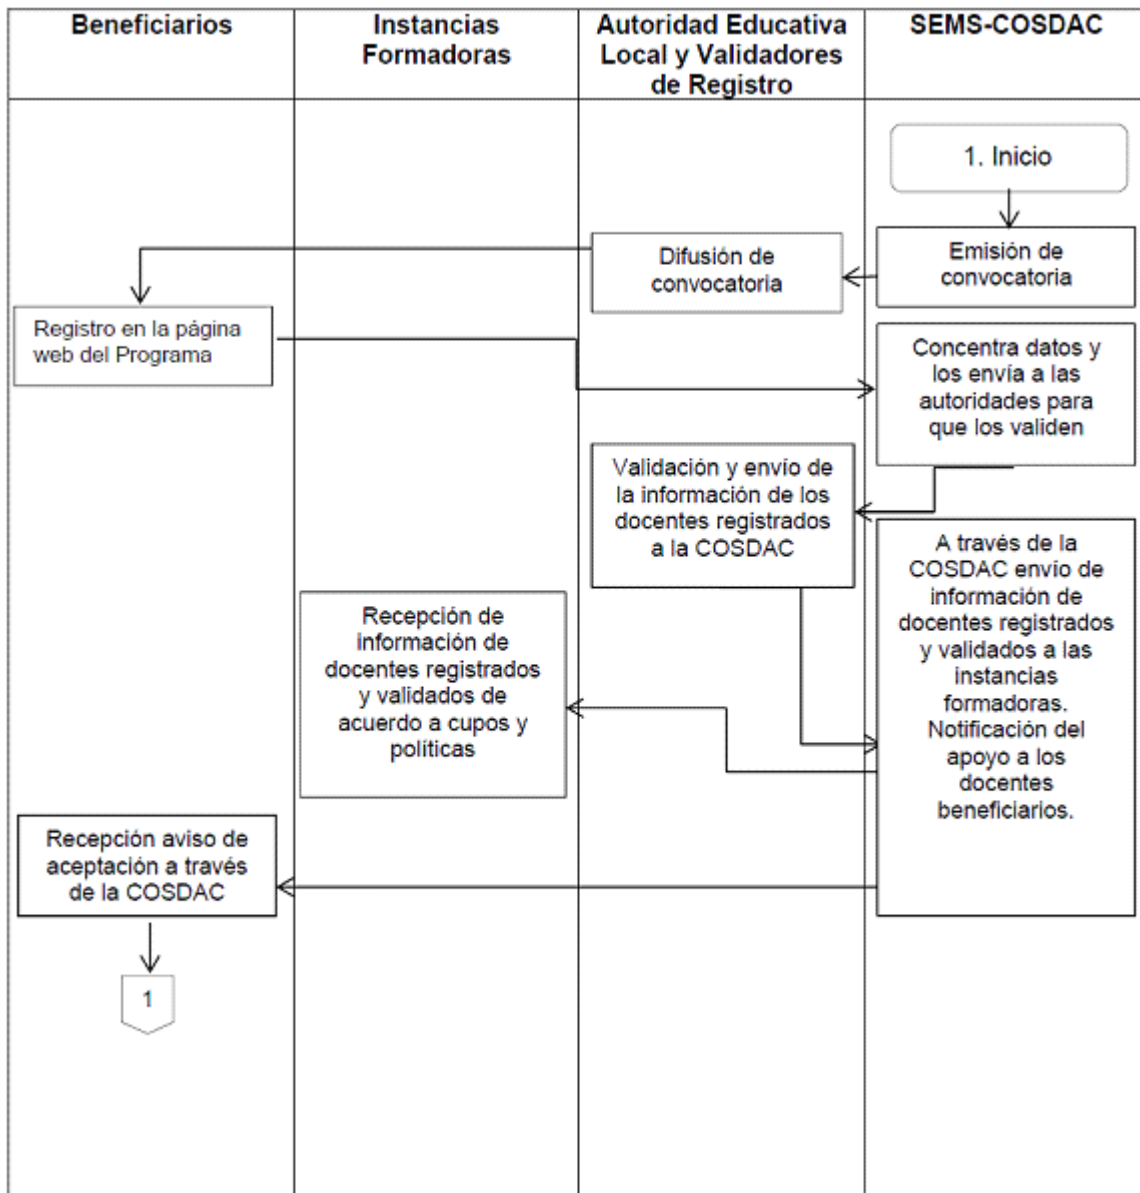 Beneficiarios
Instancias
Formadoras
Autoridad Educativa
Local y Validadores
de Registro
SEMS-COSDAC
1. Inicio
Emisión de
convocatoria
Difusión de
convocatoria
Registro en la página
web del Programa
Concentra datos y
los envía a las
autoridades para
que los validen
Validación y envío de
la información de los
docentes registrados
a la COSDAC
A través de la
COSDAC envío de
información de
docentes registrados
y validados a las
instancias
formadoras.
Notificación del
apoyo a los
docentes
beneficiarios.
Recepción de
información de
docentes registrados
y validados de
acuerdo a cupos y
políticas
Recepción aviso de
aceptación a través
de la COSDAC
1